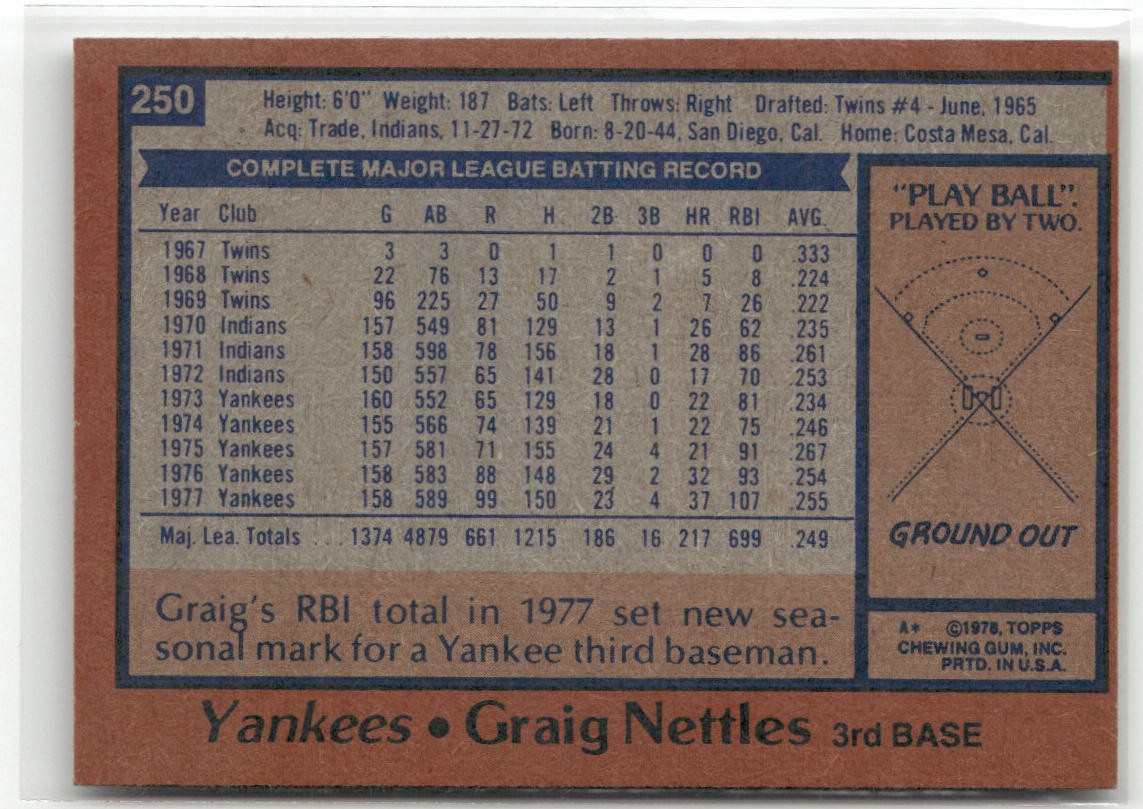 250
Height: 6'0" Weight: 187 Bats: Left Throws: Right Drafted: Twins #4 - June, 1965
Acq: Trade, Indians, 11-27-72 Born: 8-20-44, San Diego, Cal. Home: Costa Mesa, Cal.
COMPLETE MAJOR LEAGUE BATTING RECORD
Year Club G AB R H 2B 3B HR RBI AVG.
1967 Twins 3 3 0 1 1 0 0 0 .333
1968 Twins 22 76 13 17 2 1 5 8 .224
1969 Twins 96 225 27 50 9 2 7 26 .222
1970 Indians 157 549 81 129 13 1 26 62 .235
1971 Indians 158 598 78 156 18 1 28 86 .261
1972 Indians 150 557 65 141 28 0 17 70 .253
1973 Yankees 160 552 65 129 18 0 22 81 .234
1974 Yankees 155 566 74 139 21 1 22 75 .246
1975 Yankees 157 581 71 155 24 4 21 91 .267
1976 Yankees 158 583 88 148 29 2 32 93 .254
1977 Yankees 158 589 99 150 23 4 37 107 .255
Maj. Lea. Totals ... 1374 4879 661 1215 186 16 217 699 .249
Graig's RBI total in 1977 set new sea-
sonal mark for a Yankee third baseman.
"PLAY BALL".
PLAYED BY TWO.
GROUND OUT
A* ©1978, TOPPS
CHEWING GUM, INC.
PRTD. IN U.S.A.
Yankees • Graig Nettles 3rd BASE